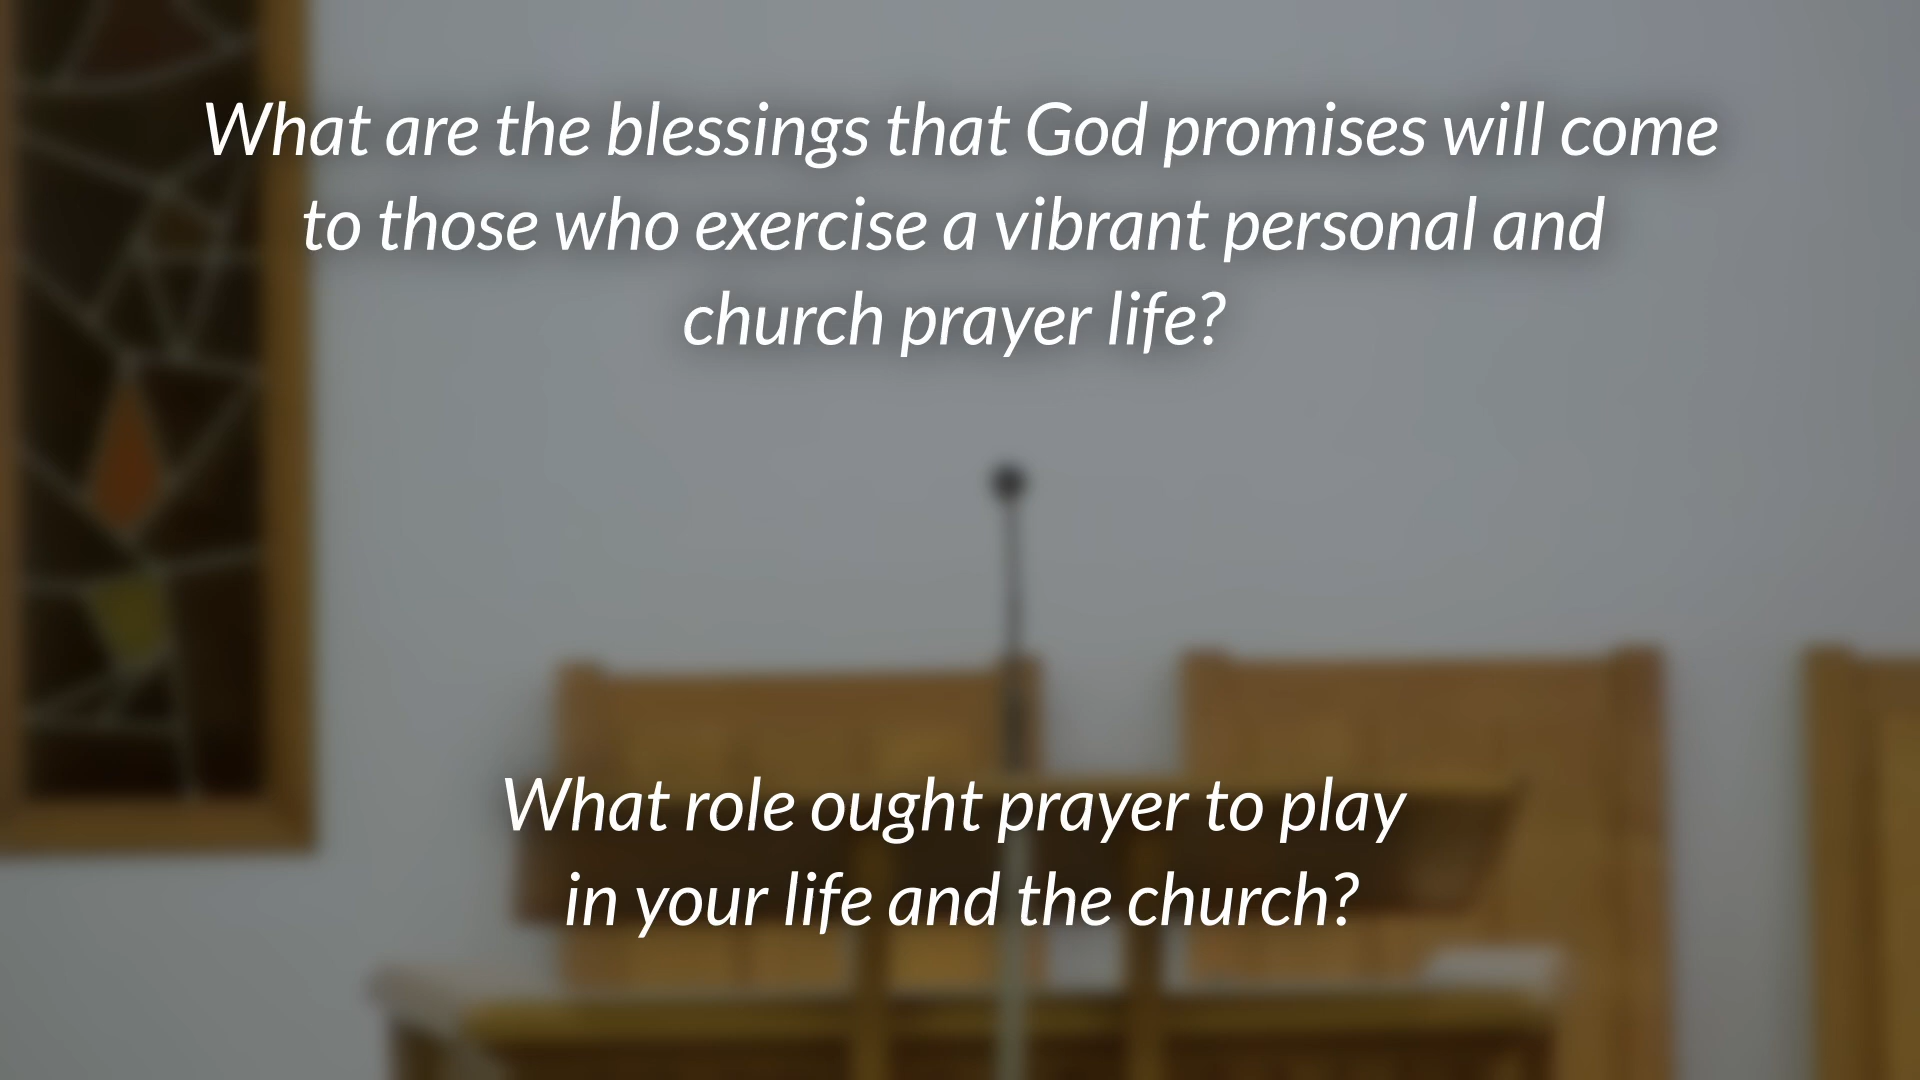 What are the blessings that God promises will come
to those who exercise a vibrant personal and
church prayer life?
What role ought prayer to play
in your life and the church?